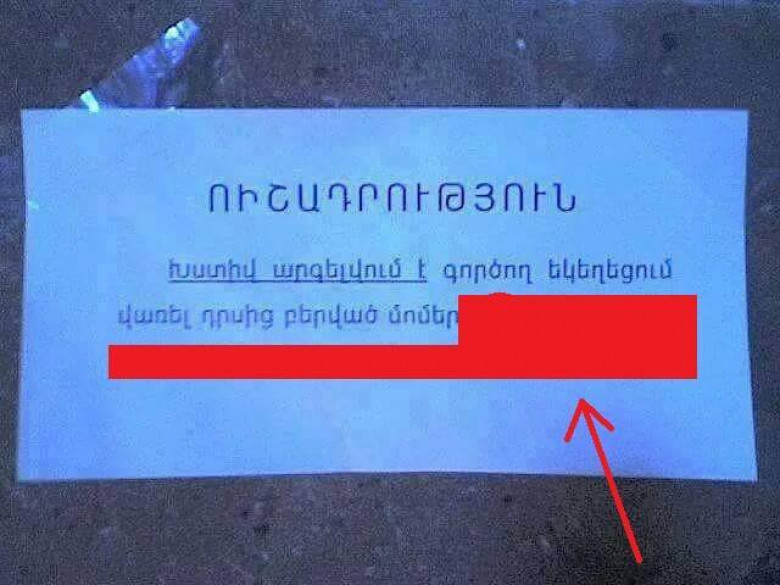 ՈՒՇԱԴՐՈՒԹՅՈՒՆ
Խստիվ արգելվում է գործող եկեղեցում
վառել դրսից բերված մոմեր